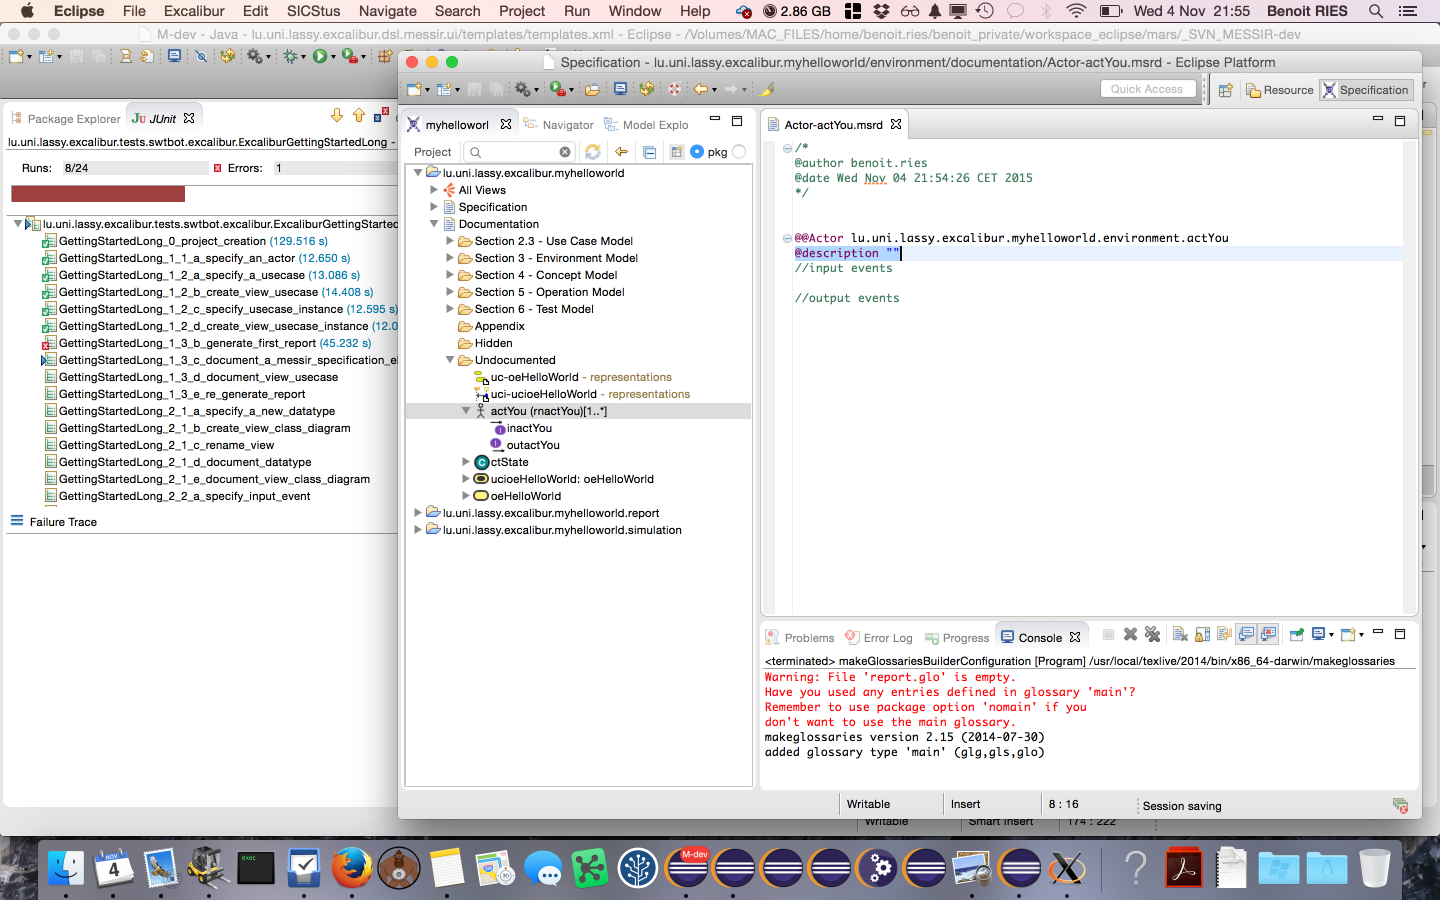 Eclipse File Excalibur Edit SICStus Navigate Search Project Run Window Help 2.86 GB Wed 4 Nov 21:55 Benoit RIES
M-dev - Java - lu.uni.lassy.excalibur.dsl.messir.ui/templates/templates.xml - Eclipse - /Volumes/MAC_FILES/home/benoit.ries/benoit_private/workspace_eclipse/mars/_SVN_MESSIR-dev
Specification - lu.uni.lassy.excalibur.myhelloworld/environment/documentation/Actor-actYou.msrd - Eclipse Platform
Quick Access Resource Specification
Package Explorer JUnit
lu.uni.lassy.excalibur.tests.swtbot.excalibur.ExcaliburGettingStartedLong -
Runs: 8/24 Errors: 1
lu.uni.lassy.excalibur.tests.swtbot.excalibur.ExcaliburGettingStarted
GettingStartedLong_0_project_creation (129.516 s)
GettingStartedLong_1_1_a_specify_an_actor (12.650 s)
GettingStartedLong_1_2_a_specify_a_usecase (13.086 s)
GettingStartedLong_1_2_b_create_view_usecase (14.408 s)
GettingStartedLong_1_2_c_specify_usecase_instance (12.595 s)
GettingStartedLong_1_2_d_create_view_usecase_instance (12.0
GettingStartedLong_1_3_b_generate_first_report (45.232 s)
GettingStartedLong_1_3_c_document_a_messir_specification_e
GettingStartedLong_1_3_d_document_view_usecase
GettingStartedLong_1_3_e_re_generate_report
GettingStartedLong_2_1_a_specify_a_new_datatype
GettingStartedLong_2_1_b_create_view_class_diagram
GettingStartedLong_2_1_c_rename_view
GettingStartedLong_2_1_d_document_datatype
GettingStartedLong_2_1_e_document_view_class_diagram
GettingStartedLong_2_2_a_specify_input_event
Failure Trace
myhelloworl Navigator Model Explo
Project pkg
lu.uni.lassy.excalibur.myhelloworld
All Views
Specification
Documentation
Section 2.3 - Use Case Model
Section 3 - Environment Model
Section 4 - Concept Model
Section 5 - Operation Model
Section 6 - Test Model
Appendix
Hidden
Undocumented
uc-oeHelloWorld - representations
uci-ucioeHelloWorld - representations
actYou (rnactYou)[1..*]
inactYou
outactYou
ctState
ucioeHelloWorld: oeHelloWorld
oeHelloWorld
lu.uni.lassy.excalibur.myhelloworld.report
lu.uni.lassy.excalibur.myhelloworld.simulation
Actor-actYou.msrd
/*
@author benoit.ries
@date Wed Nov 04 21:54:26 CET 2015
*/
@@Actor lu.uni.lassy.excalibur.myhelloworld.environment.actYou
@description ""
//input events
//output events
Problems Error Log Progress Console
<terminated> makeGlossariesBuilderConfiguration [Program] /usr/local/texlive/2014/bin/x86_64-darwin/makeglossaries
Warning: File 'report.glo' is empty.
Have you used any entries defined in glossary 'main'?
Remember to use package option 'nomain' if you
don't want to use the main glossary.
makeglossaries version 2.15 (2014-07-30)
added glossary type 'main' (glg,gls,glo)
Writable Insert 8 : 16 Session saving
Writable Smart Insert 174 : 222
NOV
4
exec
M-dev